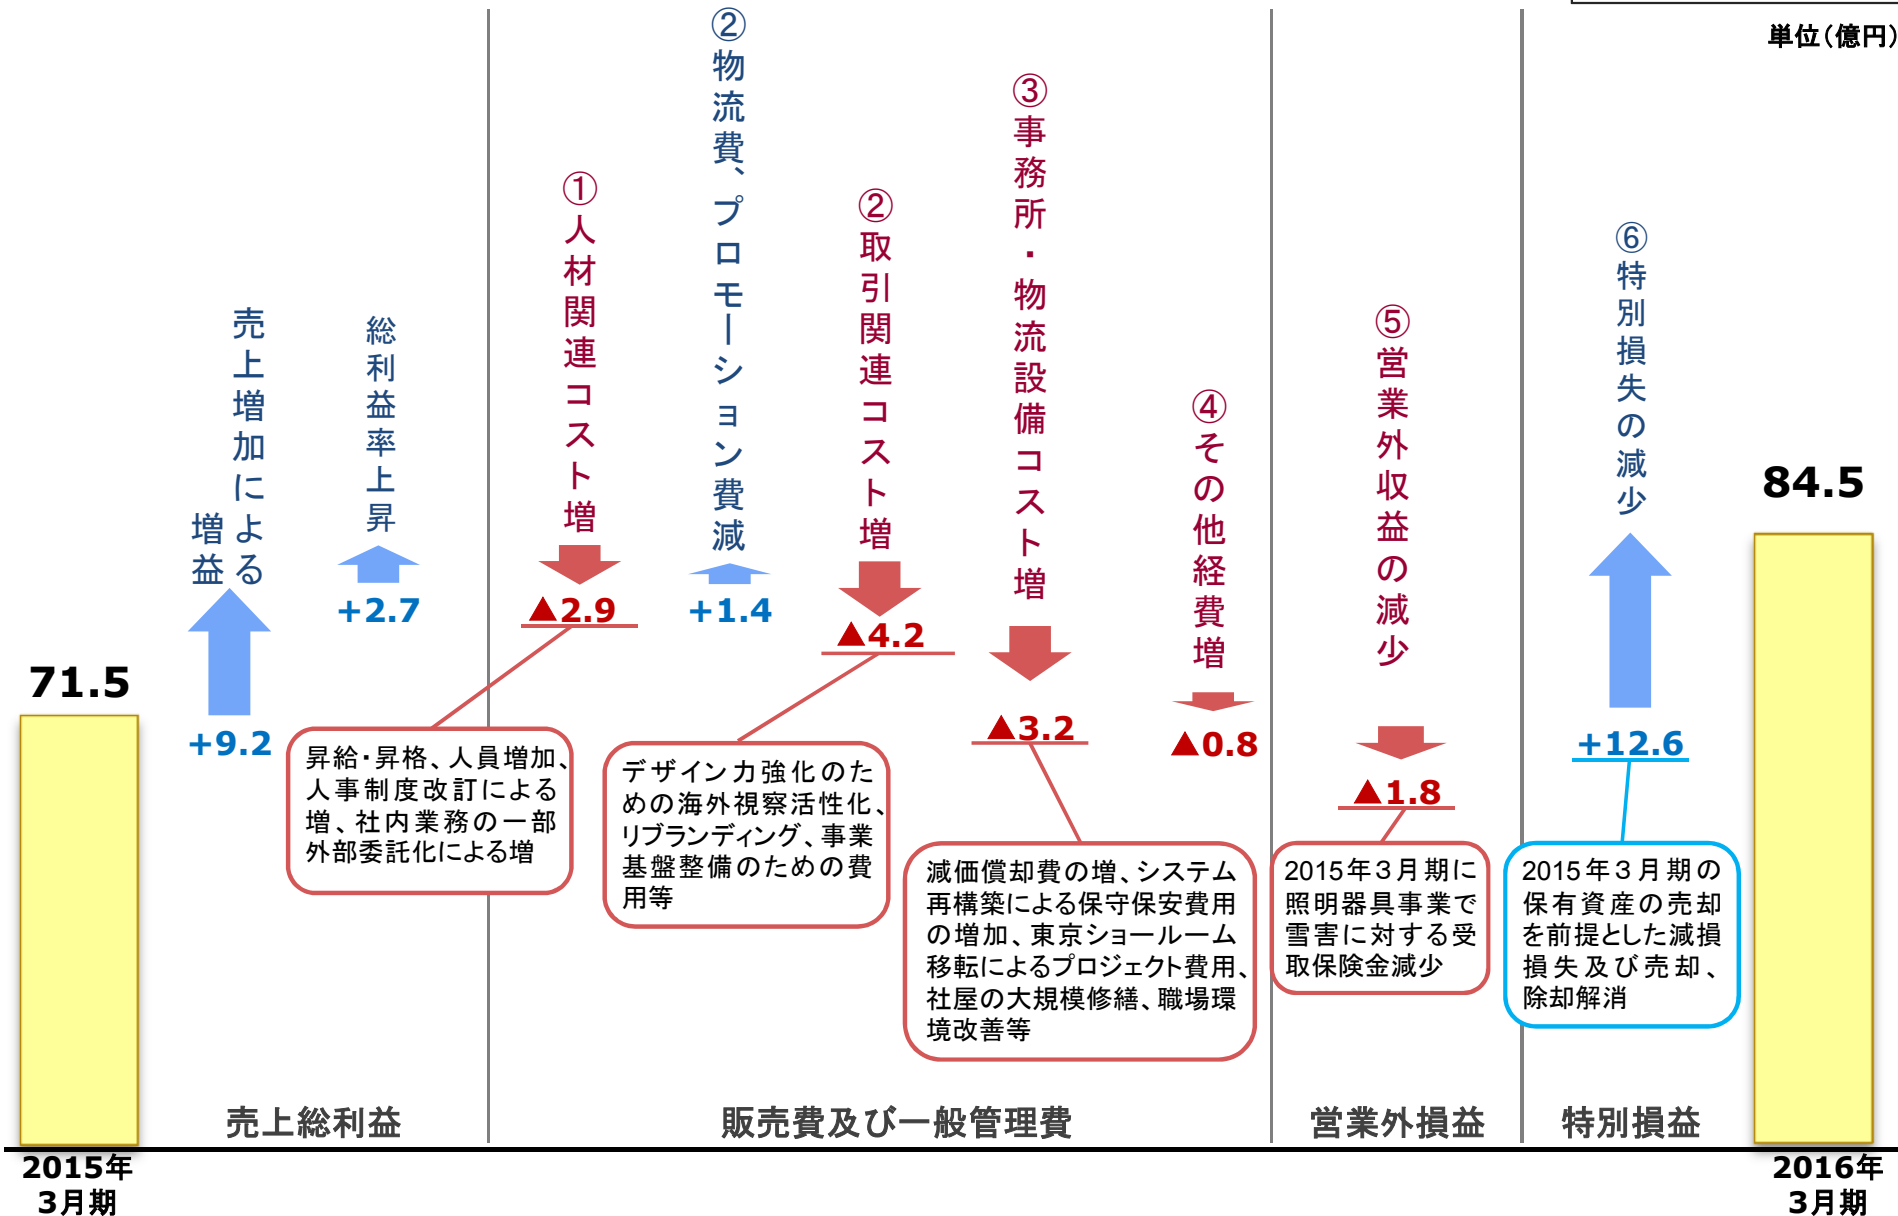 単位(億円)
71.5
売上増加による
増益
+9.2
総利益率上昇
+2.7
①人材関連コスト増
▲2.9
昇給・昇格、人員増加、
人事制度改訂による
増、社内業務の一部
外部委託化による増
②物流費、プロモーション費減
+1.4
②取引関連コスト増
▲4.2
デザイン力強化のた
めの海外視察活性化、
リブランディング、事業
基盤整備のための費
用等
③事務所・物流設備コスト増
▲3.2
減価償却費の増、システム
再構築による保守保安費用
の増加、東京ショールーム
移転によるプロジェクト費用、
社屋の大規模修繕、職場環
境改善等
④その他経費増
▲0.8
⑤営業外収益の減少
▲1.8
2015年3月期に
照明器具事業で
雪害に対する受
取保険金減少
⑥特別損失の減少
+12.6
2015年3月期の
保有資産の売却
を前提とした減損
損失及び売却、
除却解消
84.5
売上総利益
販売費及び一般管理費
営業外損益
特別損益
2015年
3月期
2016年
3月期